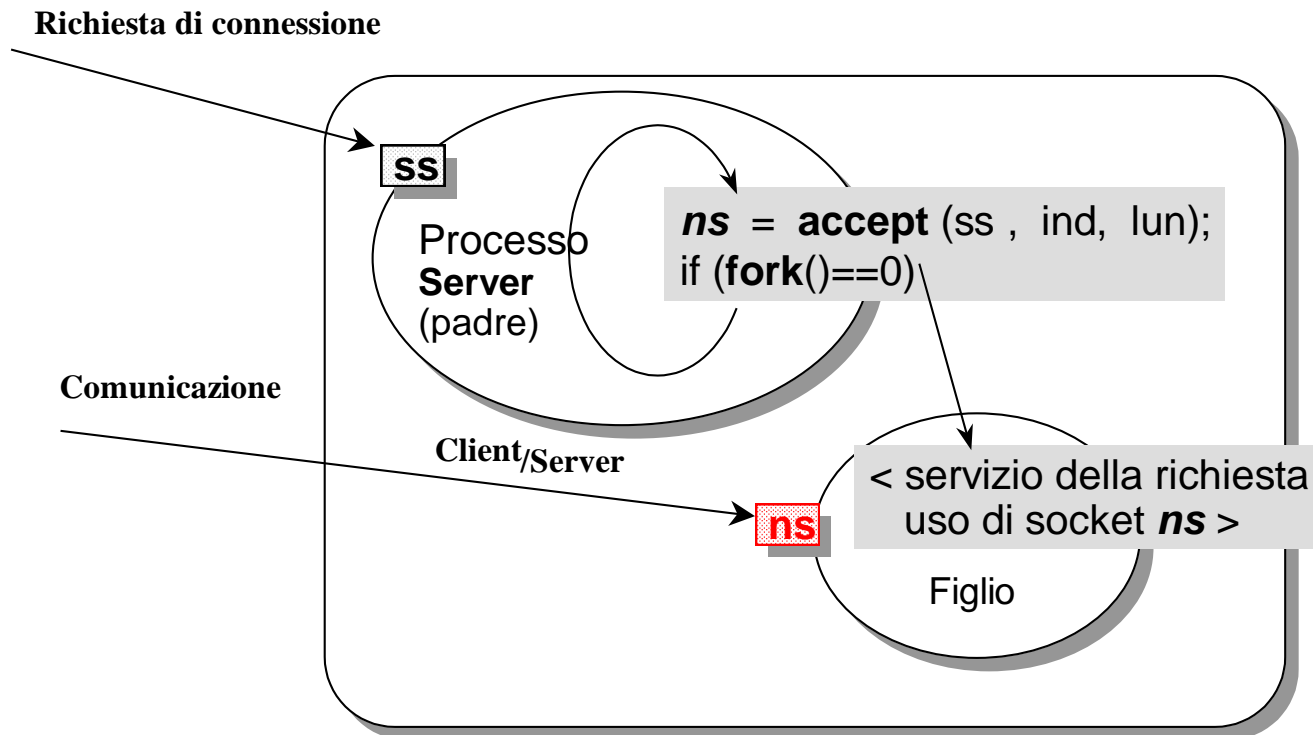 Richiesta di connessione
ss
ns = accept (ss , ind, lun);
if (fork()==0)
Processo
Server
(padre)
Comunicazione
Client/Server
< servizio della richiesta
uso di socket ns >
ns
Figlio